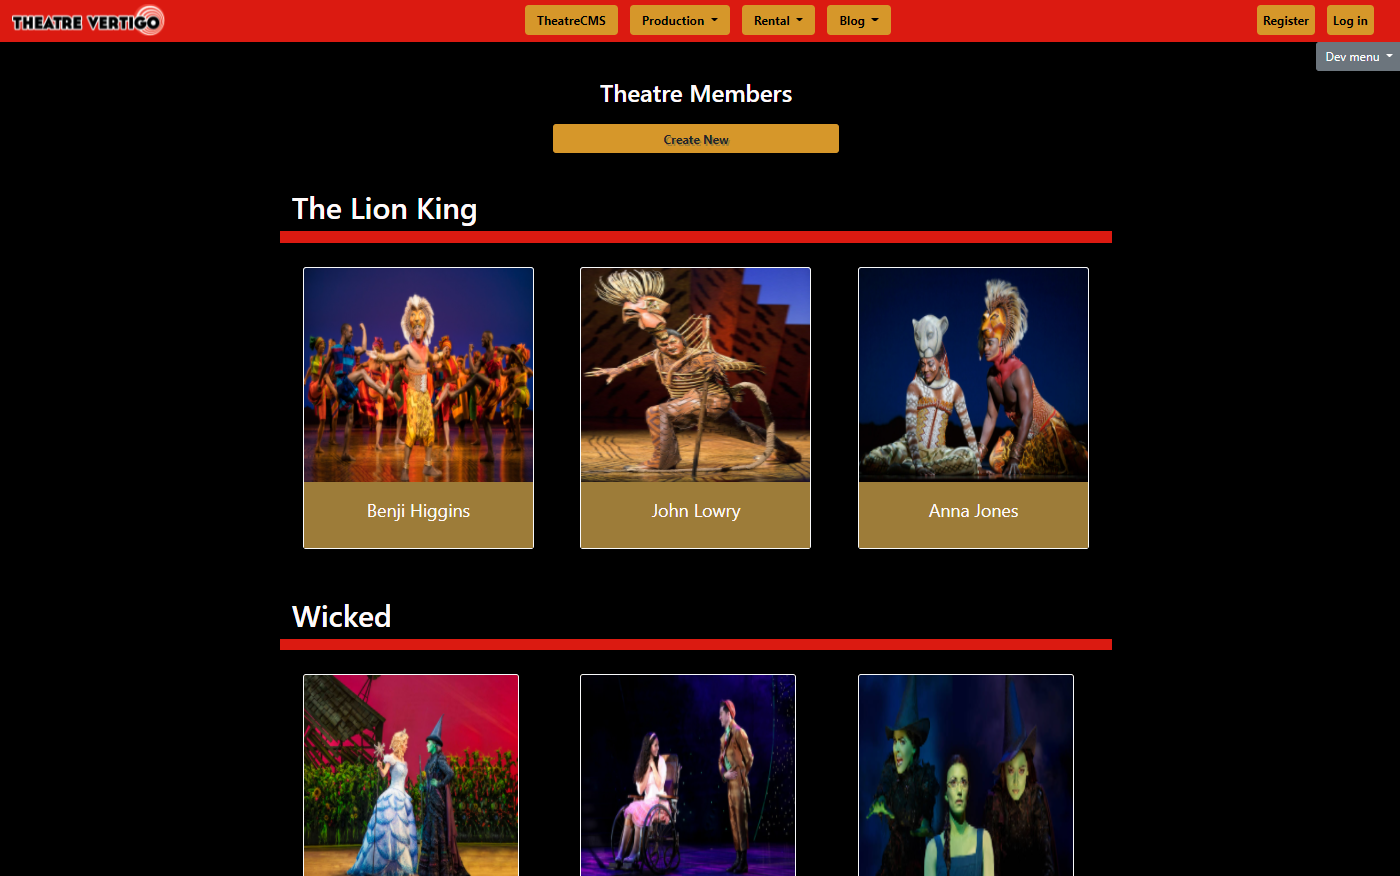 THEATRE VERTIGO
TheatreCMS
Production
Rental
Blog
Register
Log in
Dev menu
Theatre Members
Create New
The Lion King
Benji Higgins
John Lowry
Anna Jones
Wicked